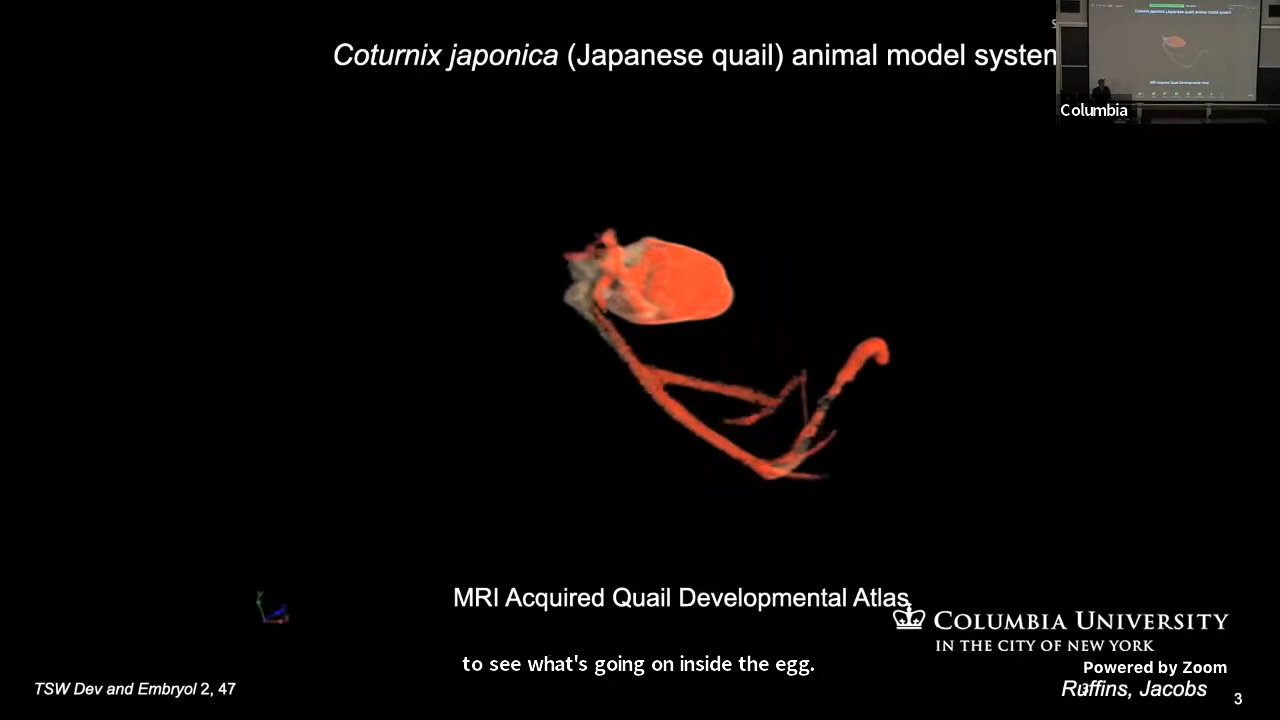 Coturnix japonica (Japanese quail) animal model system
Columbia
MRI Acquired Quail Developmental Atlas
COLUMBIA UNIVERSITY
IN THE CITY OF NEW YORK
to see what's going on inside the egg.
Powered by Zoom
TSW Dev and Embryol 2, 47
Ruffins, Jacobs
3